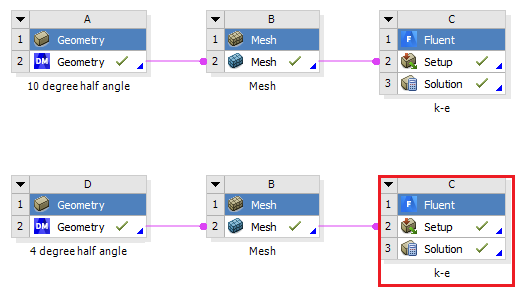 A B C
1 Geometry 1 Mesh 1 Fluent
2 DM Geometry 2 Mesh 2 Setup
3 Solution
10 degree half angle Mesh k-e
D B C
1 Geometry 1 Mesh 1 Fluent
2 DM Geometry 2 Mesh 2 Setup
3 Solution
4 degree half angle Mesh k-e